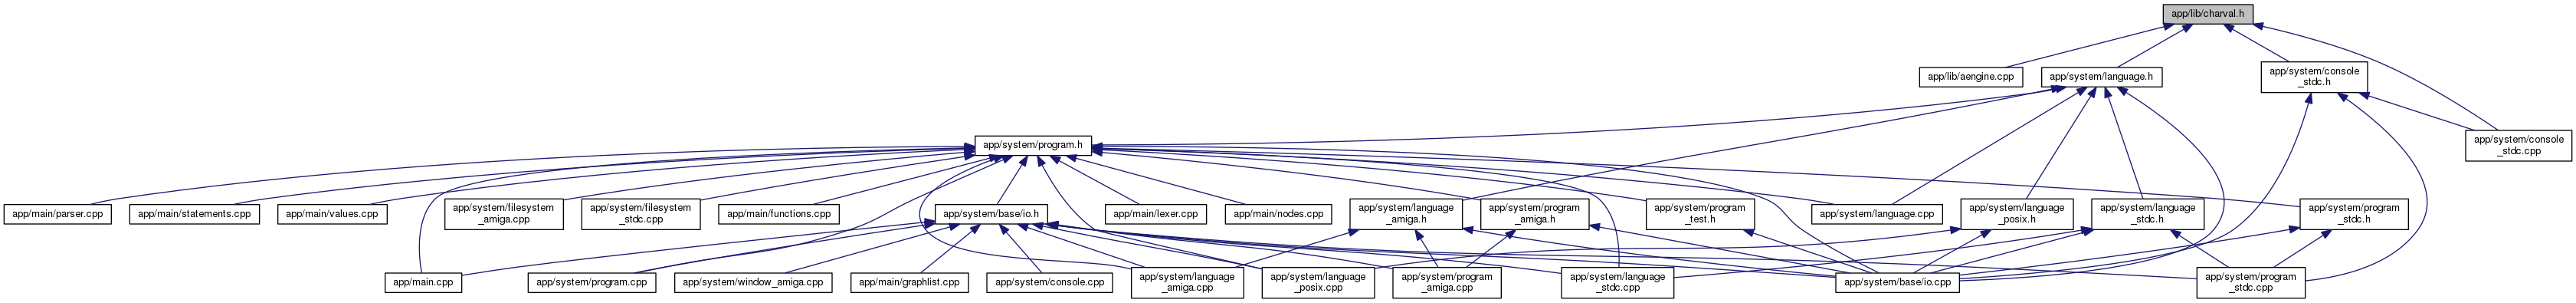 app/lib/charval.h
app/lib/aengine.cpp
app/system/language.h
app/system/console
_stdc.h
app/system/program.h
app/system/console
_stdc.cpp
app/main/parser.cpp
app/main/statements.cpp
app/main/values.cpp
app/system/filesystem
_amiga.cpp
app/system/filesystem
_stdc.cpp
app/main/functions.cpp
app/system/base/io.h
app/main/lexer.cpp
app/main/nodes.cpp
app/system/language
_amiga.h
app/system/program
_amiga.h
app/system/program
_test.h
app/system/language.cpp
app/system/language
_posix.h
app/system/language
_stdc.h
app/system/program
_stdc.h
app/main.cpp
app/system/program.cpp
app/system/window_amiga.cpp
app/main/graphlist.cpp
app/system/console.cpp
app/system/language
_amiga.cpp
app/system/language
_posix.cpp
app/system/program
_amiga.cpp
app/system/language
_stdc.cpp
app/system/base/io.cpp
app/system/program
_stdc.cpp